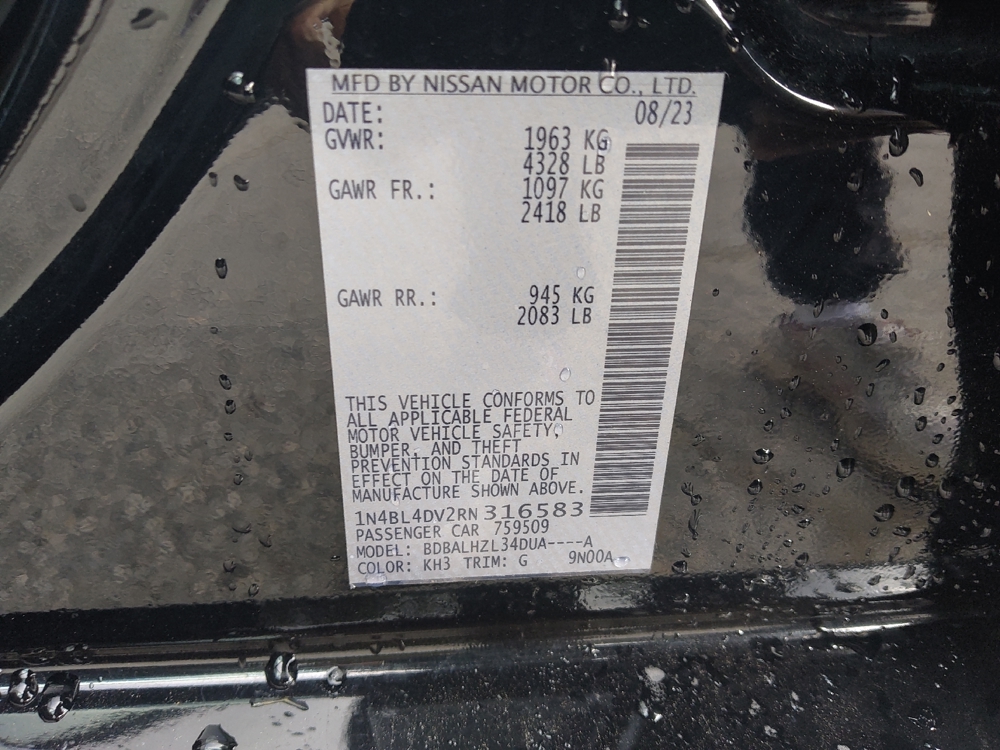 MFD BY NISSAN MOTOR CO., LTD.
DATE: 08/23
GVWR: 1963 KG
4328 LB
GAWR FR.: 1097 KG
2418 LB
GAWR RR.: 945 KG
2083 LB
THIS VEHICLE CONFORMS TO
ALL APPLICABLE FEDERAL
MOTOR VEHICLE SAFETY,
BUMPER, AND THEFT
PREVENTION STANDARDS IN
EFFECT ON THE DATE OF
MANUFACTURE SHOWN ABOVE.
1N4BL4DV2RN 316583
PASSENGER CAR 759509
MODEL: BDBALHZL34DUA----A
COLOR: KH3 TRIM: G 9N00A